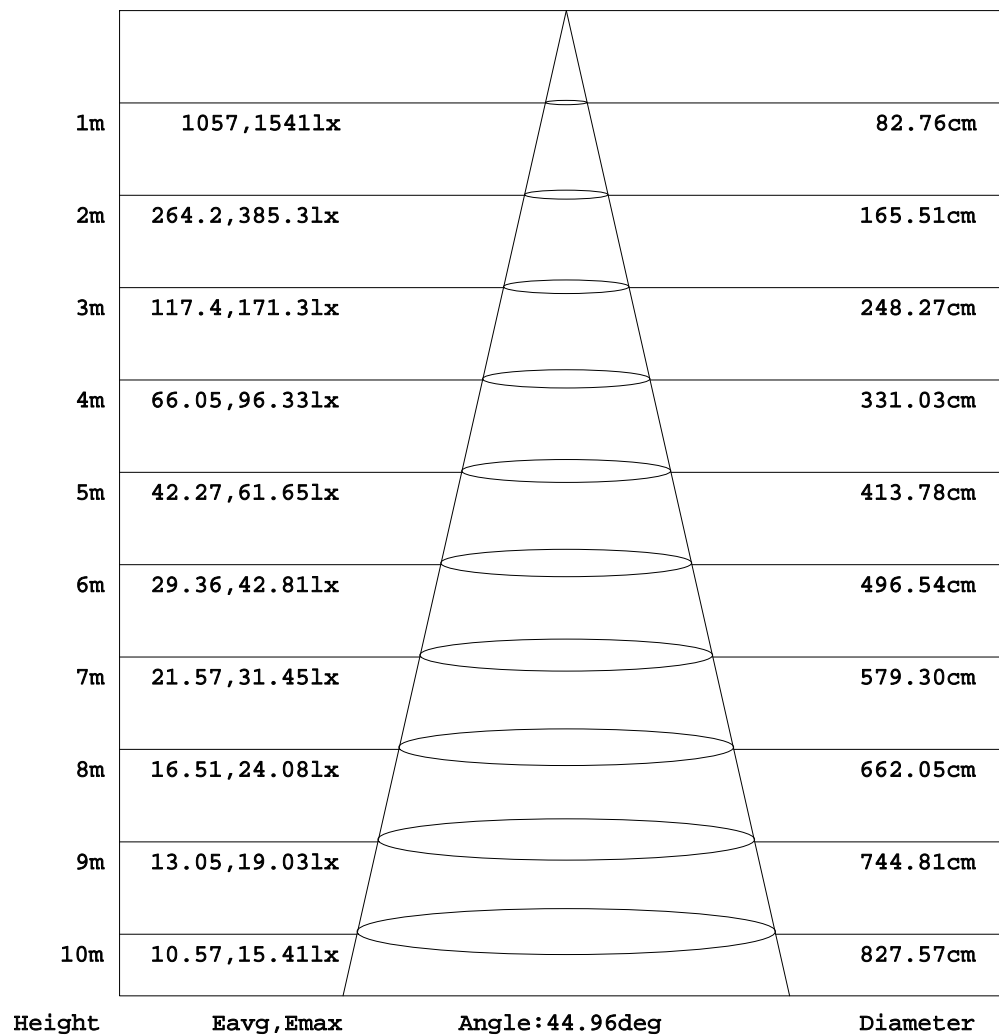 1m 1057,1541lx 82.76cm
2m 264.2,385.3lx 165.51cm
3m 117.4,171.3lx 248.27cm
4m 66.05,96.33lx 331.03cm
5m 42.27,61.65lx 413.78cm
6m 29.36,42.81lx 496.54cm
7m 21.57,31.45lx 579.30cm
8m 16.51,24.08lx 662.05cm
9m 13.05,19.03lx 744.81cm
10m 10.57,15.41lx 827.57cm
Height Eavg,Emax Angle:44.96deg Diameter